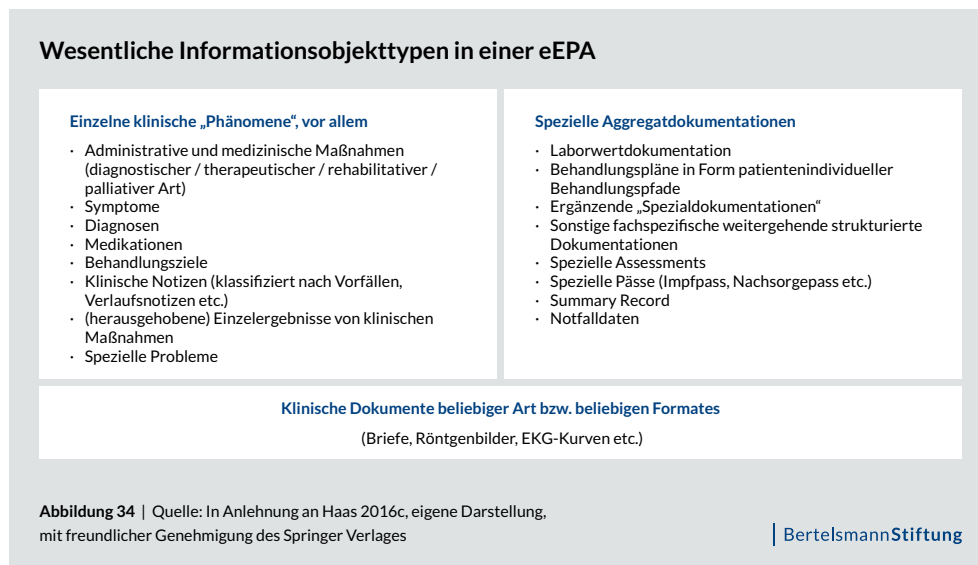 Wesentliche Informationsobjekttypen in einer eEPA
Einzelne klinische „Phänomene“, vor allem
· Administrative und medizinische Maßnahmen
(diagnostischer / therapeutischer / rehabilitativer /
palliativer Art)
· Symptome
· Diagnosen
· Medikationen
· Behandlungsziele
· Klinische Notizen (klassifiziert nach Vorfällen,
Verlaufsnotizen etc.)
· (herausgehobene) Einzelergebnisse von klinischen
Maßnahmen
· Spezielle Probleme
Spezielle Aggregatdokumentationen
· Laborwertdokumentation
· Behandlungspläne in Form patientenindividueller
Behandlungspfade
· Ergänzende „Spezialdokumentationen“
· Sonstige fachspezifische weitergehende strukturierte
Dokumentationen
· Spezielle Assessments
· Spezielle Pässe (Impfpass, Nachsorgepass etc.)
· Summary Record
· Notfalldaten
Klinische Dokumente beliebiger Art bzw. beliebigen Formates
(Briefe, Röntgenbilder, EKG-Kurven etc.)
Abbildung 34 | Quelle: In Anlehnung an Haas 2016c, eigene Darstellung,
mit freundlicher Genehmigung des Springer Verlages
BertelsmannStiftung